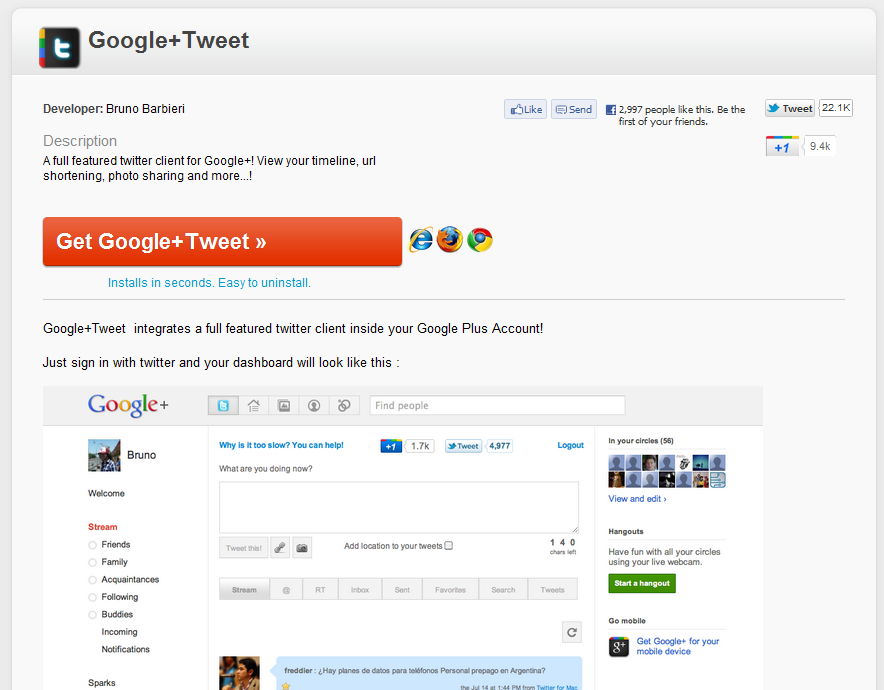 Google+Tweet
Developer: Bruno Barbieri
Like
Send
2,997 people like this. Be the
first of your friends.
Tweet
22.1K
+1
9.4k
Description
A full featured twitter client for Google+! View your timeline, url
shortening, photo sharing and more...!
Get Google+Tweet »
Installs in seconds. Easy to uninstall.
Google+Tweet integrates a full featured twitter client inside your Google Plus Account!
Just sign in with twitter and your dashboard will look like this :
Google+
Find people
Bruno
Welcome
Stream
Friends
Family
Acquaintances
Following
Buddies
Incoming
Notifications
Sparks
Why is it too slow? You can help!
+1
1.7k
Tweet
4,977
Logout
What are you doing now?
Tweet this!
Add location to your tweets
1 4 0
chars left
Stream
@
RT
Inbox
Sent
Favorites
Search
Tweets
freddier : ¿Hay planes de datos para teléfonos Personal prepago en Argentina?
the Jul 14 at 1:44 PM from Twitter for Mac
In your circles (56)
View and edit ›
Hangouts
Have fun with all your circles
using your live webcam.
Start a hangout
Go mobile
g+
Get Google+ for your
mobile device